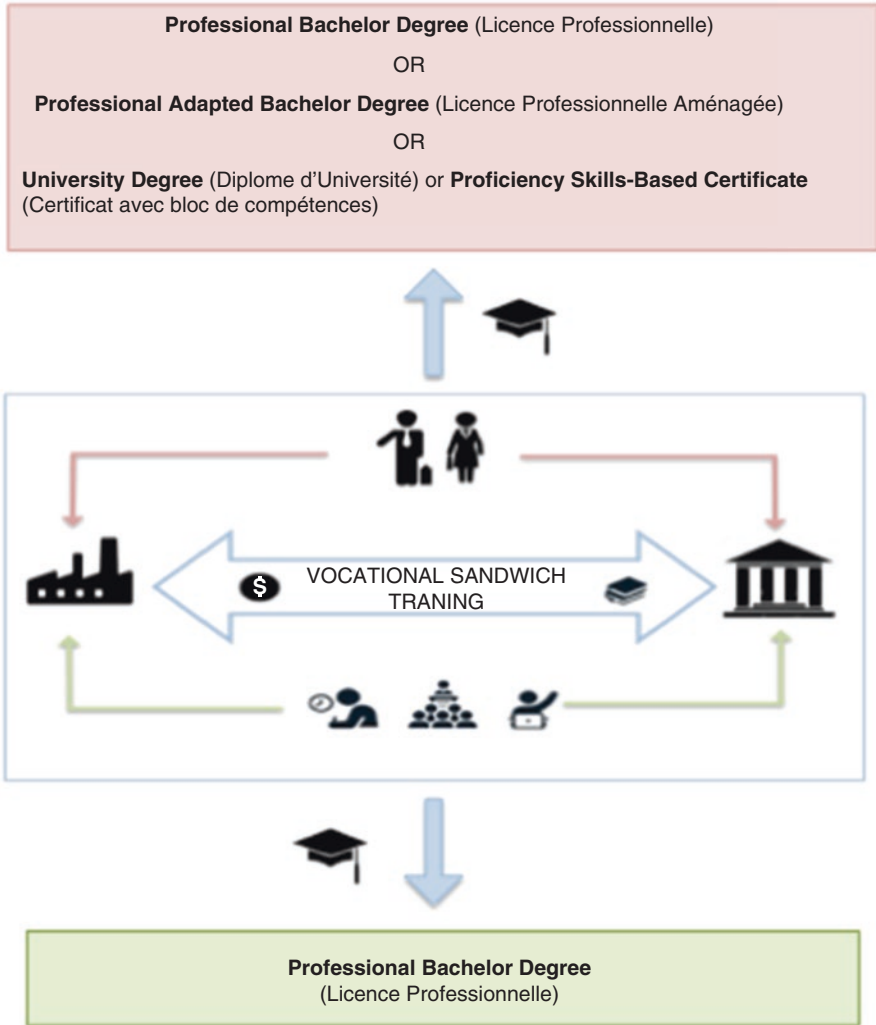 Professional Bachelor Degree (Licence Professionnelle)
OR
Professional Adapted Bachelor Degree (Licence Professionnelle Aménagée)
OR
University Degree (Diplome d'Université) or Proficiency Skills-Based Certificate
(Certificat avec bloc de compétences)
$
VOCATIONAL SANDWICH
TRANING
Professional Bachelor Degree
(Licence Professionnelle)